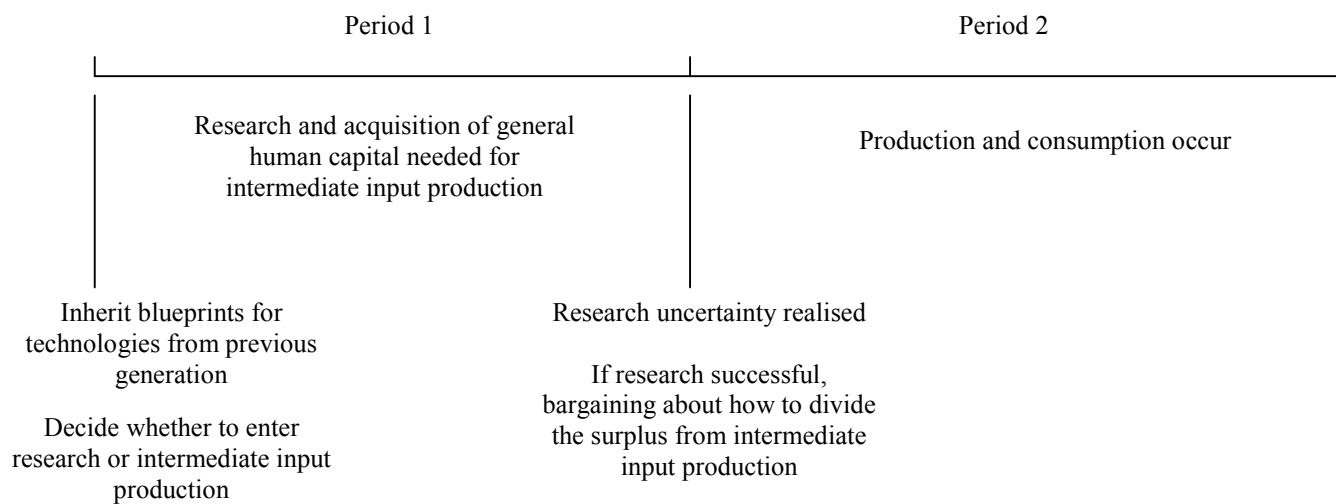 Period 1
Period 2
Research and acquisition of general
human capital needed for
intermediate input production
Production and consumption occur
Inherit blueprints for
technologies from previous
generation
Decide whether to enter
research or intermediate input
production
Research uncertainty realised
If research successful,
bargaining about how to divide
the surplus from intermediate
input production